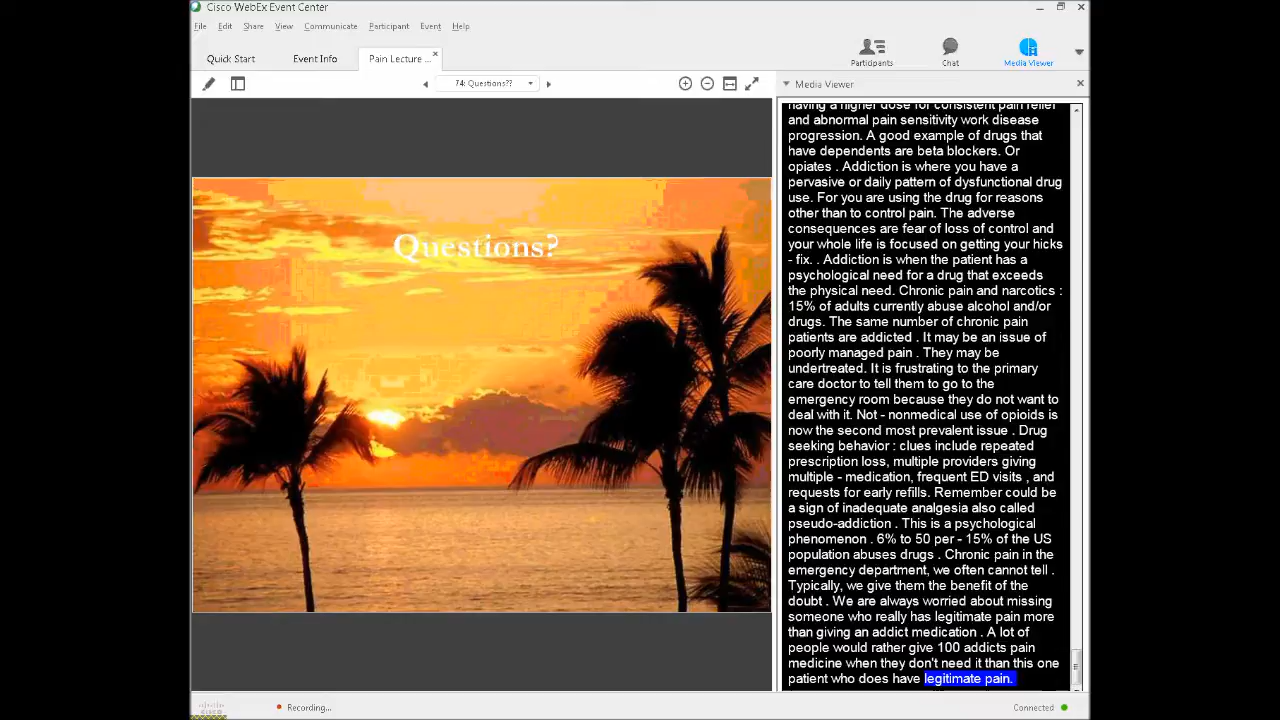 Cisco WebEx Event Center
File Edit Share View Communicate Participant Event Help
Quick Start Event Info Pain Lecture ...
Participants Chat Media Viewer
74: Questions??
Media Viewer
Questions?
having a higher dose for consistent pain relief
and abnormal pain sensitivity work disease
progression. A good example of drugs that
have dependents are beta blockers. Or
opiates . Addiction is where you have a
pervasive or daily pattern of dysfunctional drug
use. For you are using the drug for reasons
other than to control pain. The adverse
consequences are fear of loss of control and
your whole life is focused on getting your hicks
- fix. . Addiction is when the patient has a
psychological need for a drug that exceeds
the physical need. Chronic pain and narcotics :
15% of adults currently abuse alcohol and/or
drugs. The same number of chronic pain
patients are addicted . It may be an issue of
poorly managed pain . They may be
undertreated. It is frustrating to the primary
care doctor to tell them to go to the
emergency room because they do not want to
deal with it. Not - nonmedical use of opioids is
now the second most prevalent issue . Drug
seeking behavior : clues include repeated
prescription loss, multiple providers giving
multiple - medication, frequent ED visits , and
requests for early refills. Remember could be
a sign of inadequate analgesia also called
pseudo-addiction . This is a psychological
phenomenon . 6% to 50 per - 15% of the US
population abuses drugs . Chronic pain in the
emergency department, we often cannot tell .
Typically, we give them the benefit of the
doubt . We are always worried about missing
someone who really has legitimate pain more
than giving an addict medication . A lot of
people would rather give 100 addicts pain
medicine when they don't need it than this one
patient who does have legitimate pain.
Recording...
Connected